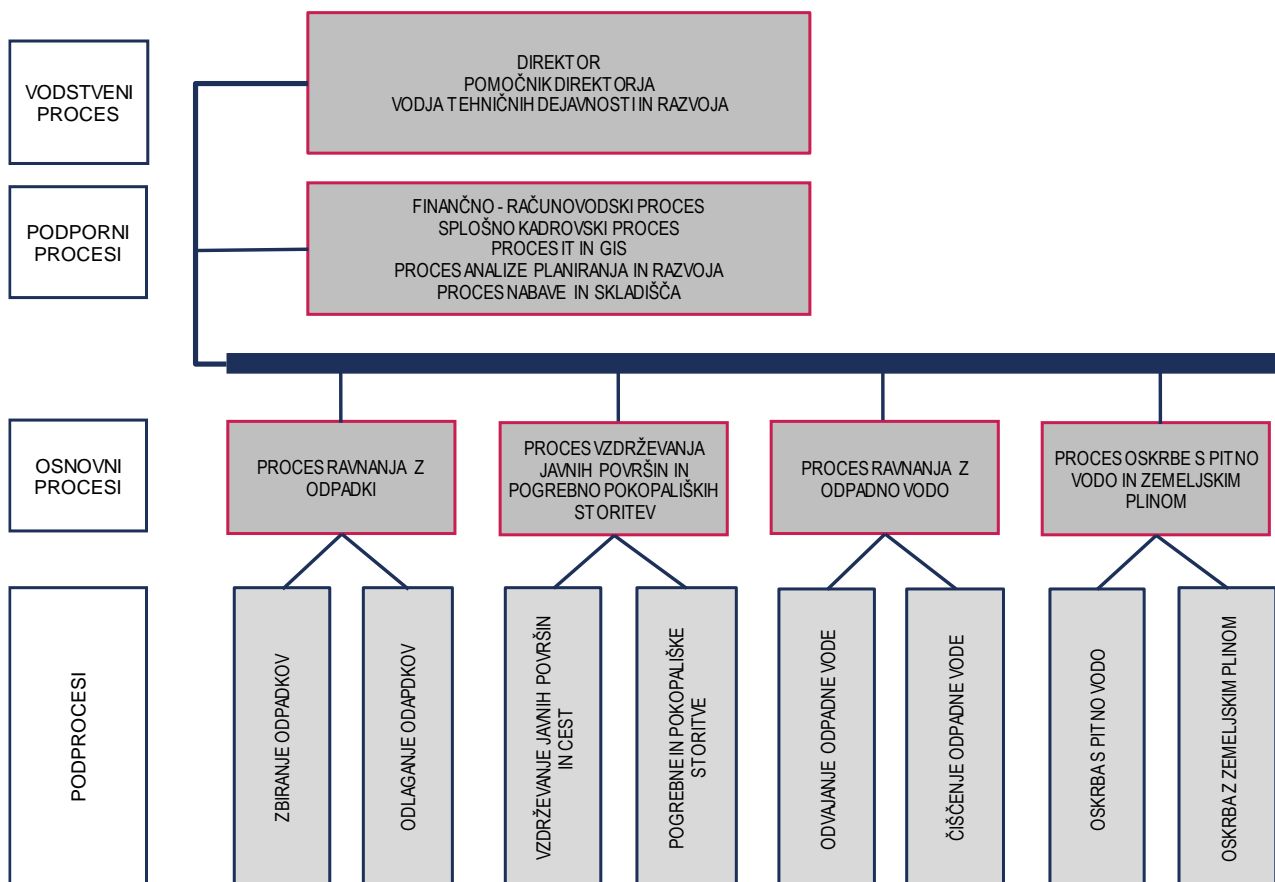 VODSTVENI
PROCES
DIREKTOR
POMOČNIK DIREKTORJA
VODJA TEHNIČNIH DEJAVNOSTI IN RAZVOJA
PODPORNI
PROCESI
FINANČNO - RAČUNOVODSKI PROCES
SPLOŠNO KADROVSKI PROCES
PROCES IT IN GIS
PROCES ANALIZE PLANIRANJA IN RAZVOJA
PROCES NABAVE IN SKLADIŠČA
OSNOVNI
PROCESI
PROCES RAVNANJA Z
ODPADKI
PROCES VZDRŽEVANJA
JAVNIH POVRŠIN IN
POGREBNO POKOPALIŠKIH
STORITEV
PROCES RAVNANJA Z
ODPADNO VODO
PROCES OSKRBE S PITNO
VODO IN ZEMELJSKIM
PLINOM
PODPROCESI
ZBIRANJE ODPADKOV
ODLAGANJE ODAPDKOV
VZDRŽEVANJE JAVNIH POVRŠIN
IN CEST
POGREBNE IN POKOPALIŠKE
STORITVE
ODVAJANJE ODPADNE VODE
ČIŠČENJE ODPADNE VODE
OSKRBA S PITNO VODO
OSKRBA Z ZEMELJSKIM PLINOM